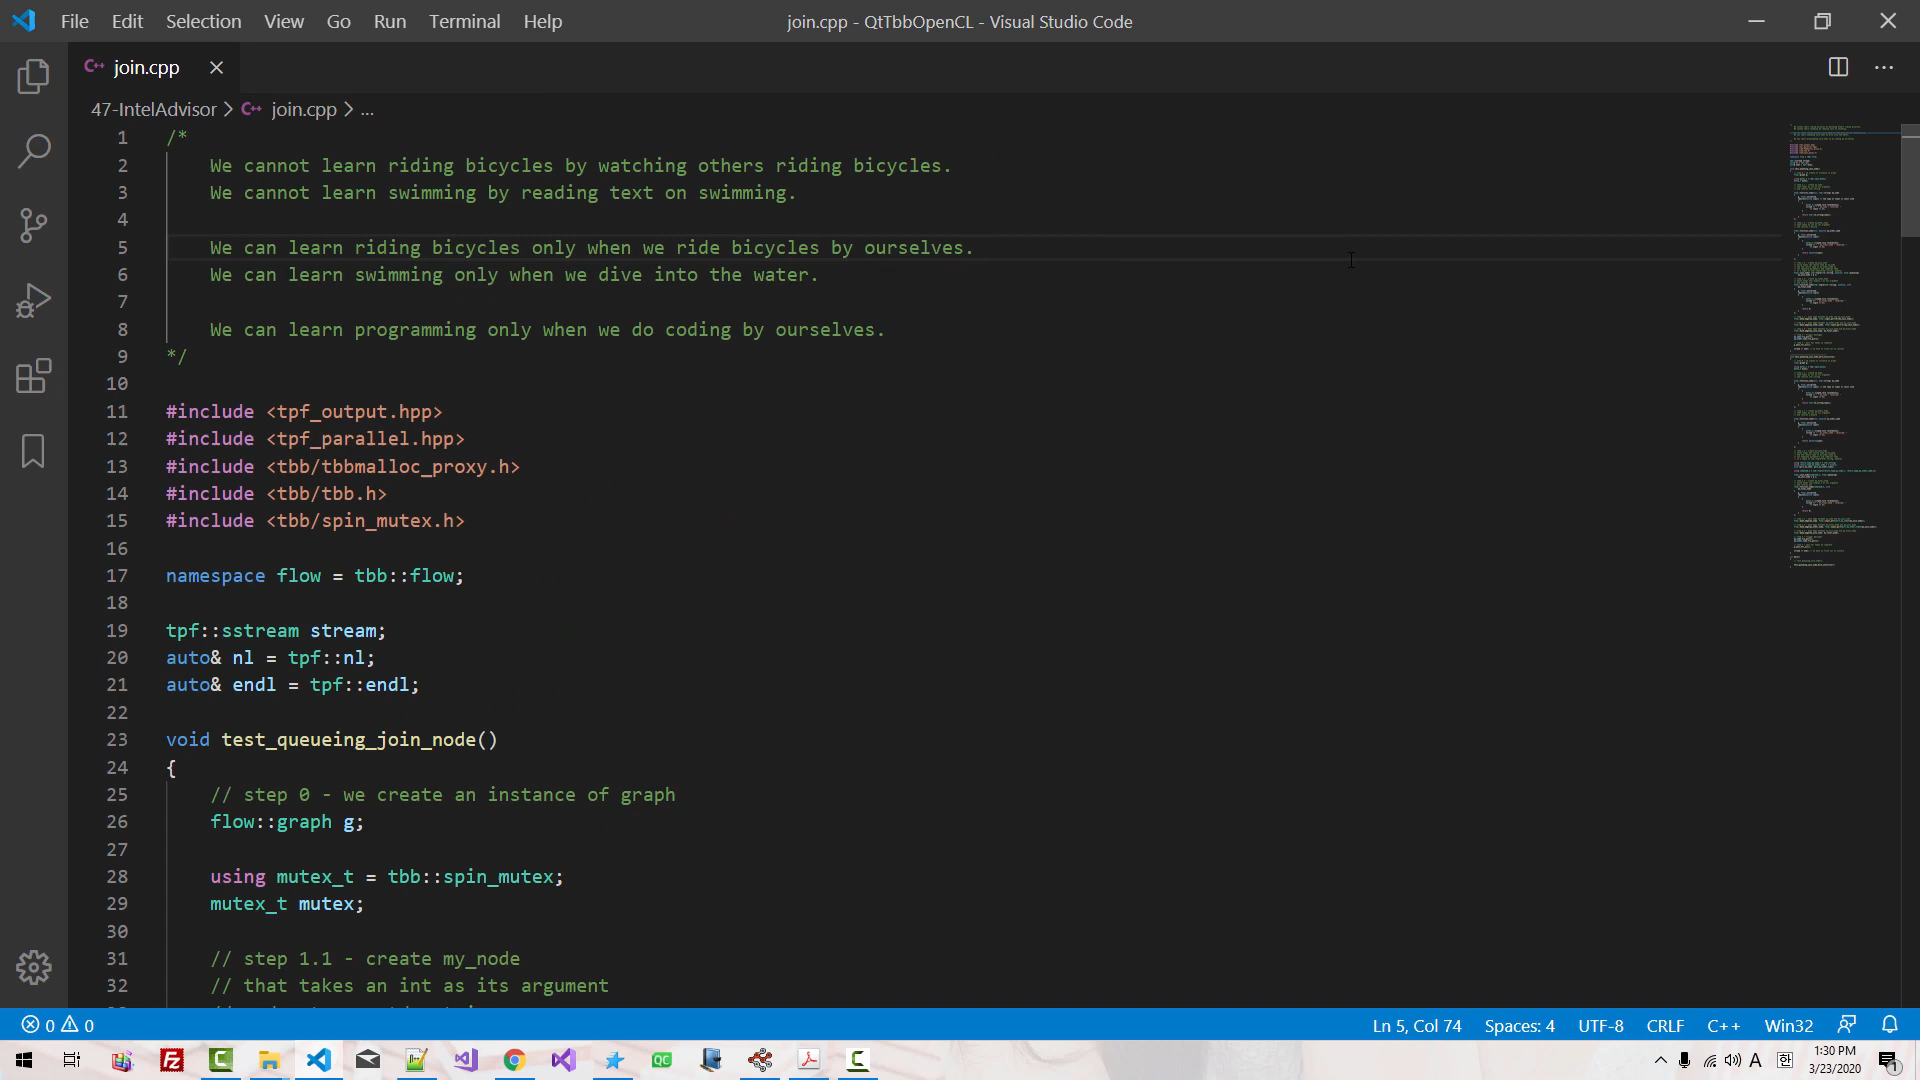 File Edit Selection View Go Run Terminal Help join.cpp - QtTbbOpenCL - Visual Studio Code
C++ join.cpp
47-IntelAdvisor > C++ join.cpp > ...
1 /*
2 We cannot learn riding bicycles by watching others riding bicycles.
3 We cannot learn swimming by reading text on swimming.
4
5 We can learn riding bicycles only when we ride bicycles by ourselves.
6 We can learn swimming only when we dive into the water.
7
8 We can learn programming only when we do coding by ourselves.
9 */
10
11 #include <tpf_output.hpp>
12 #include <tpf_parallel.hpp>
13 #include <tbb/tbbmalloc_proxy.h>
14 #include <tbb/tbb.h>
15 #include <tbb/spin_mutex.h>
16
17 namespace flow = tbb::flow;
18
19 tpf::sstream stream;
20 auto& nl = tpf::nl;
21 auto& endl = tpf::endl;
22
23 void test_queueing_join_node()
24 {
25 // step 0 - we create an instance of graph
26 flow::graph g;
27
28 using mutex_t = tbb::spin_mutex;
29 mutex_t mutex;
30
31 // step 1.1 - create my_node
32 // that takes an int as its argument
0 0 Ln 5, Col 74 Spaces: 4 UTF-8 CRLF C++ Win32
A 한 1:30 PM
3/23/2020 1